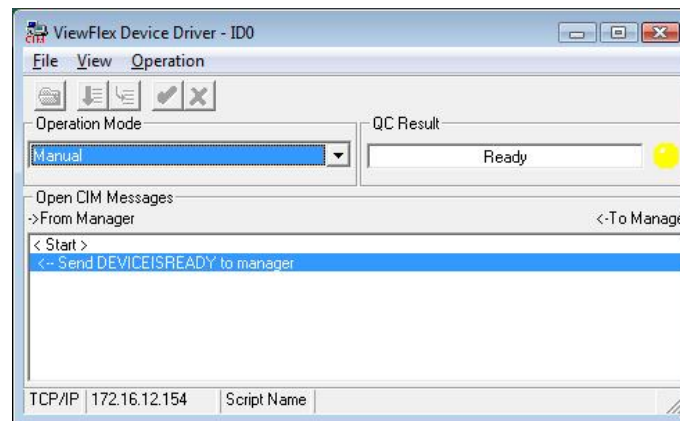 CIM ViewFlex Device Driver - ID0
File View Operation
Operation Mode
QC Result
Manual
Ready
Open CIM Messages
->From Manager <-To Manage
< Start >
<-- Send DEVICEISREADY to manager
TCP/IP 172.16.12.154 Script Name